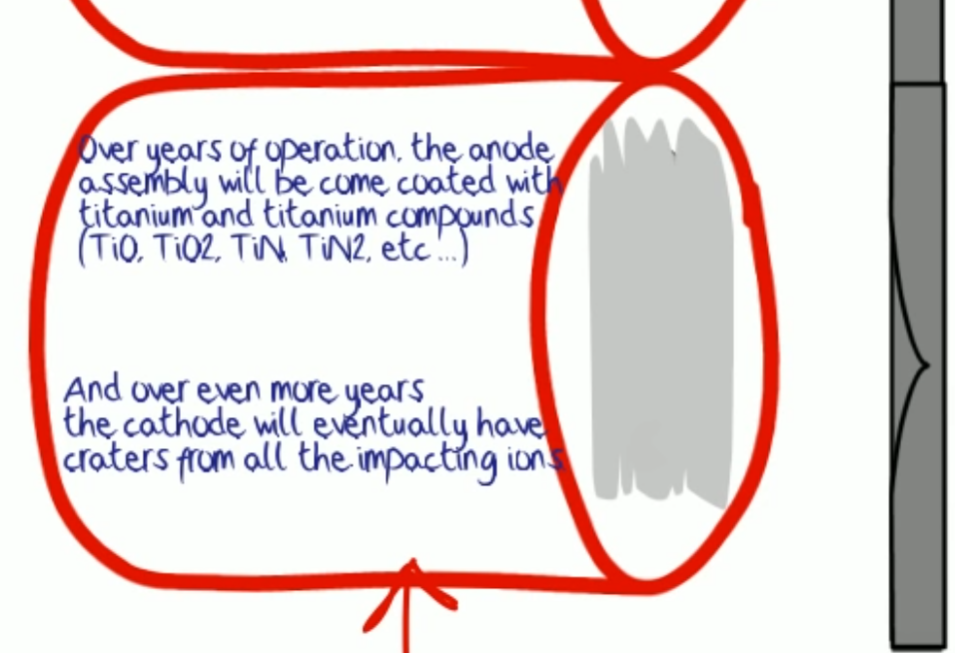 Over years of operation, the anode
assembly will be come coated with
titanium and titanium compounds
(TiO, TiO2, TiN, TiN2, etc...)
And over even more years
the cathode will eventually have
craters from all the impacting ions